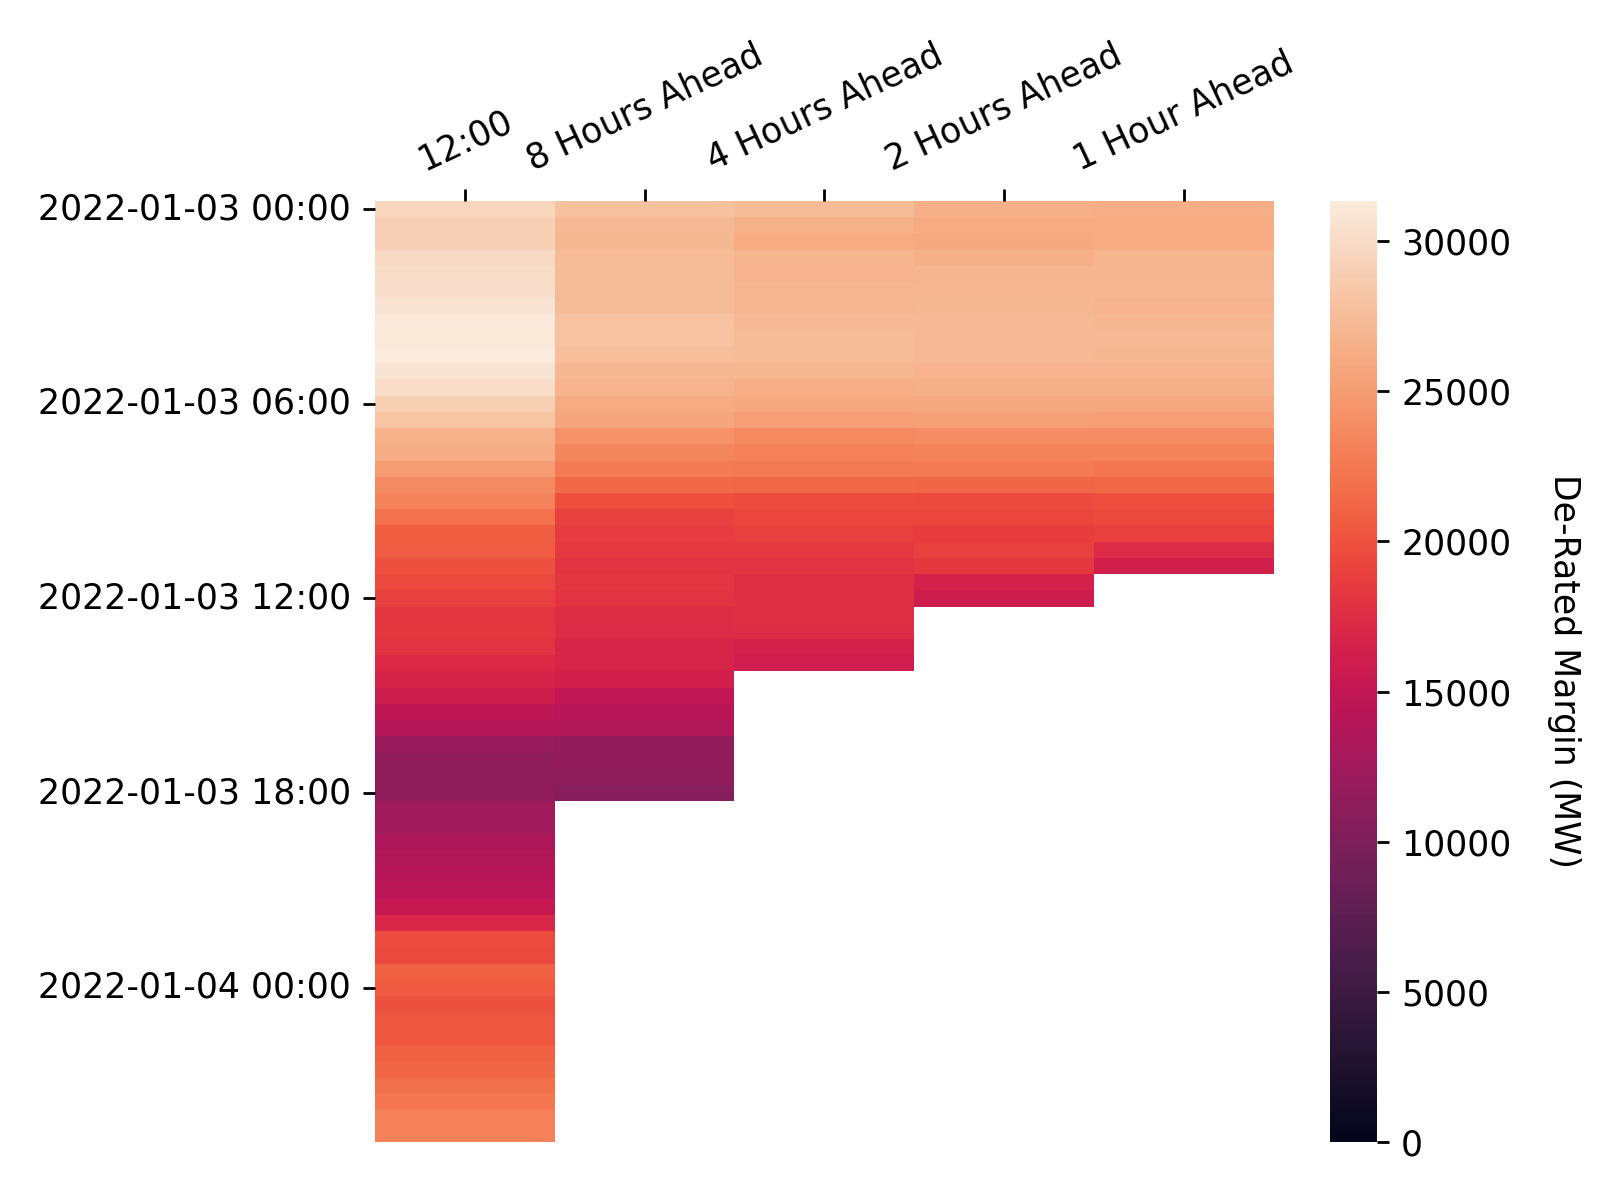 12:00
8 Hours Ahead
4 Hours Ahead
2 Hours Ahead
1 Hour Ahead
2022-01-03 00:00
2022-01-03 06:00
2022-01-03 12:00
2022-01-03 18:00
2022-01-04 00:00
30000
25000
20000
15000
10000
5000
0
De-Rated Margin (MW)